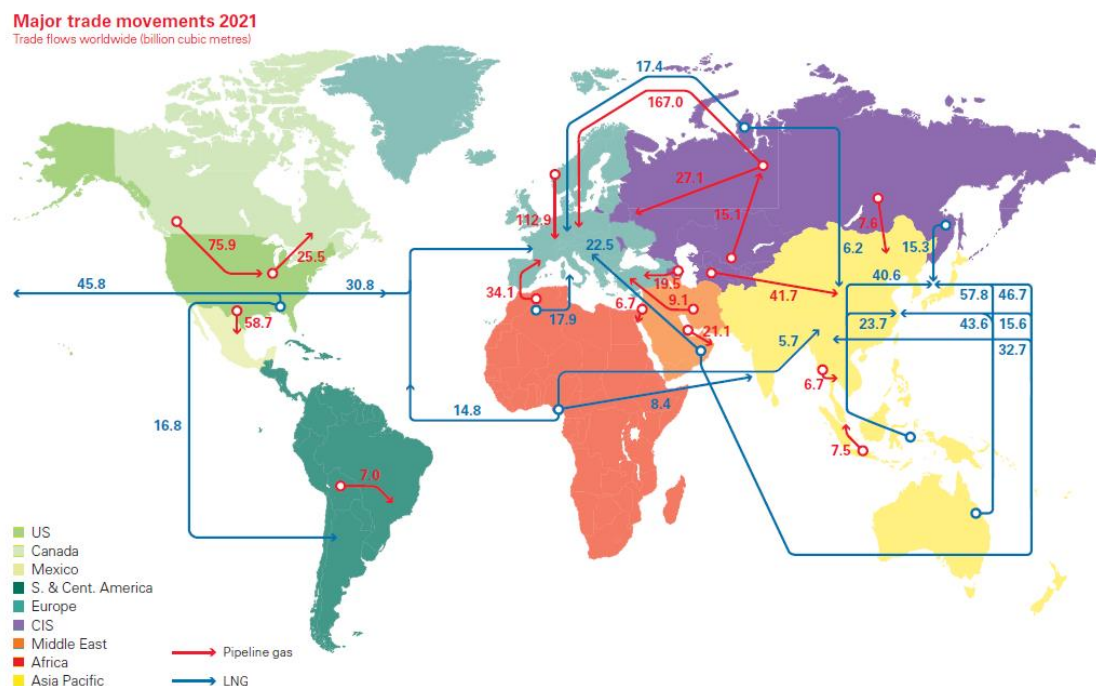 Major trade movements 2021
Trade flows worldwide (billion cubic metres)
17.4
167.0
27.1
15.1
7.6
112.9
75.9
25.5
22.5
6.2
15.3
40.6
45.8
30.8
34.1
19.5
41.7
57.8
46.7
58.7
17.9
6.7
9.1
21.1
5.7
23.7
43.6
15.6
32.7
6.7
16.8
14.8
8.4
7.5
7.0
US
Canada
Mexico
S. & Cent. America
Europe
CIS
Middle East
Africa
Asia Pacific
Pipeline gas
LNG